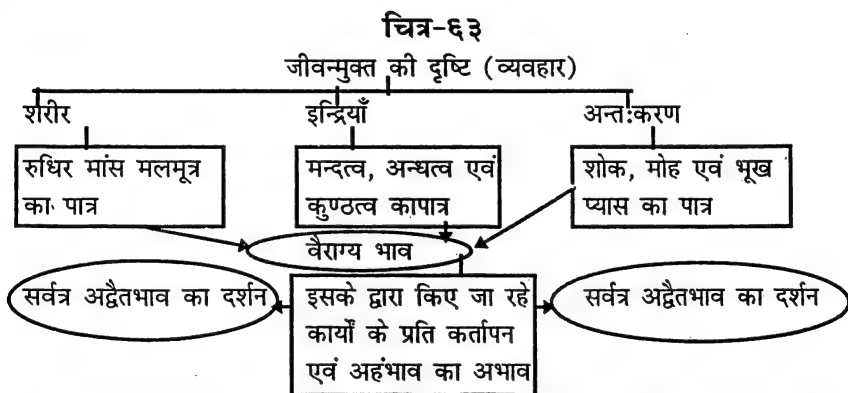 चित्र-६३
जीवन्मुक्त की दृष्टि (व्यवहार)
शरीर इन्द्रियाँ अन्तःकरण
रुधिर मांस मलमूत्र
का पात्र
मन्दत्व, अन्धत्व एवं
कुण्ठत्व कापात्र
शोक, मोह एवं भूख
प्यास का पात्र
वैराग्य भाव
सर्वत्र अद्वैतभाव का दर्शन
इसके द्वारा किए जा रहे
कार्यों के प्रति कर्तापन
एवं अहंभाव का अभाव
सर्वत्र अद्वैतभाव का दर्शन